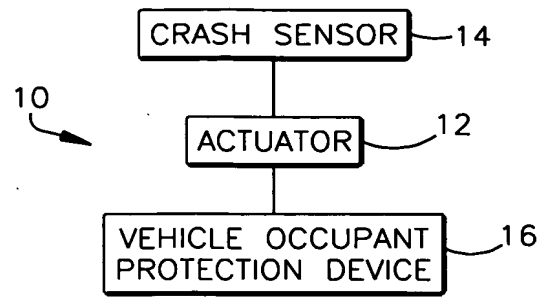 CRASH SENSOR
14
10
ACTUATOR
12
VEHICLE OCCUPANT
PROTECTION DEVICE
16